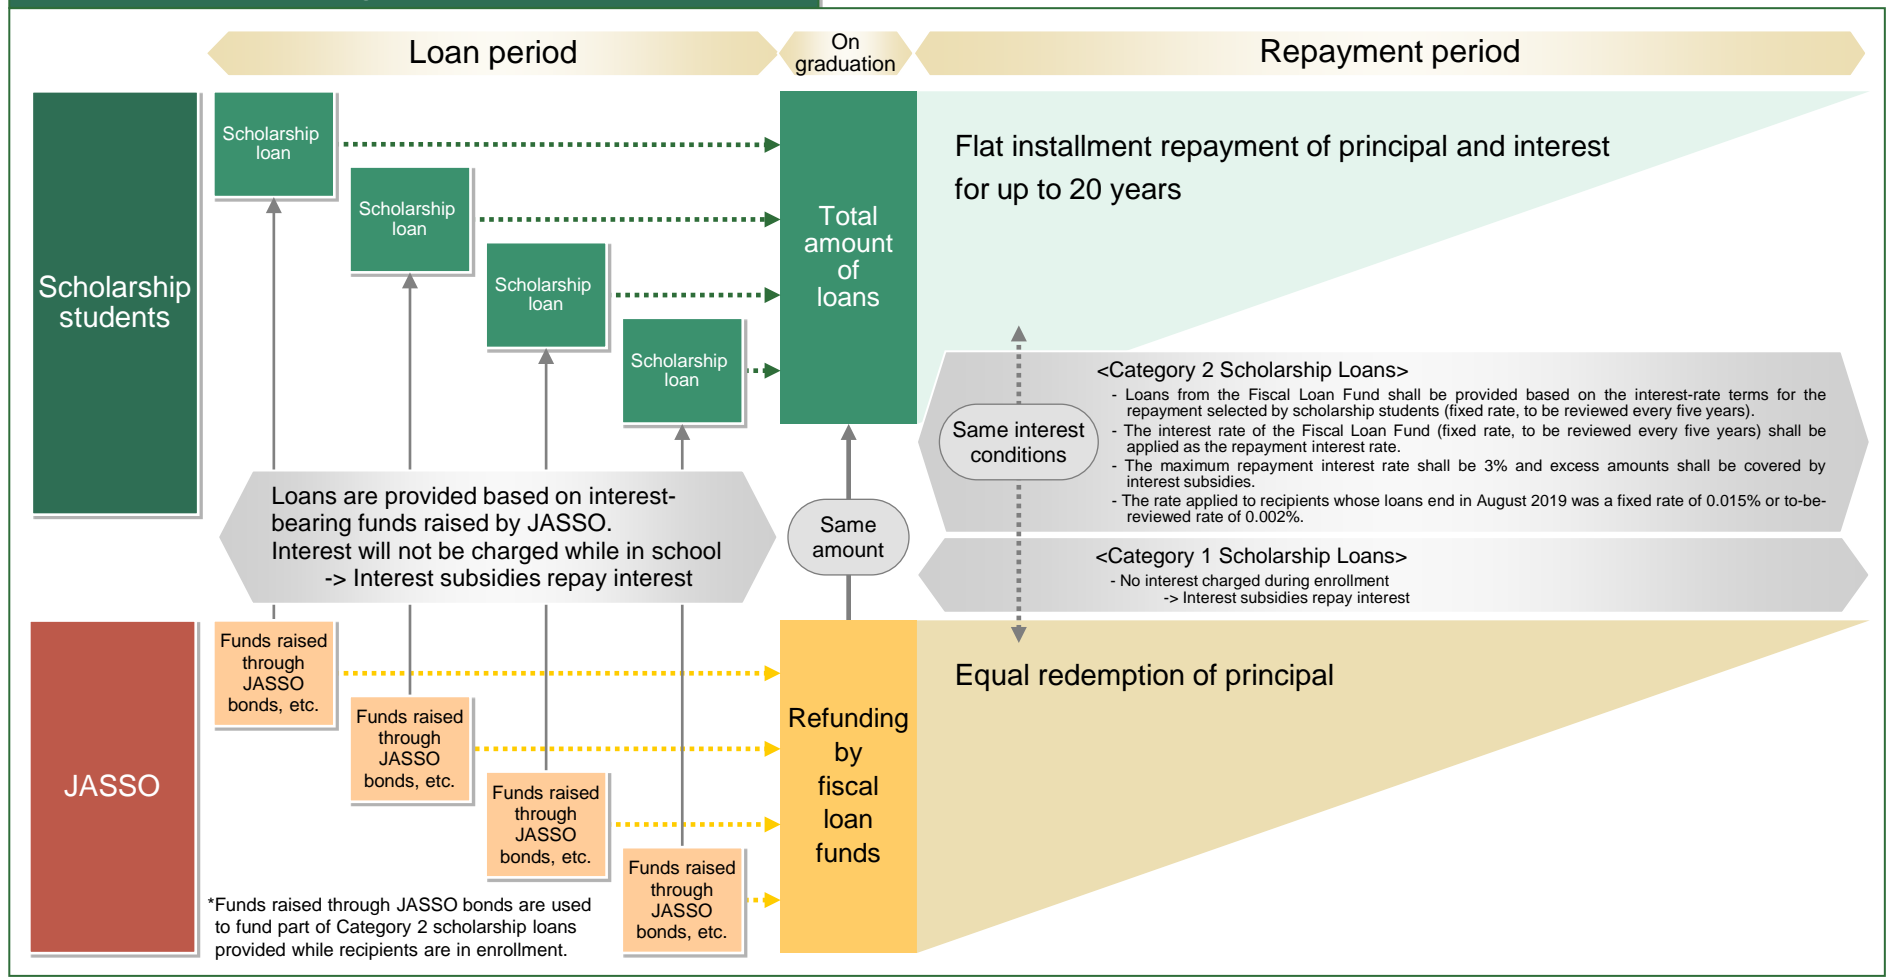 Loan period
On
graduation
Repayment period
Scholarship
students
Scholarship
loan
Scholarship
loan
Scholarship
loan
Scholarship
loan
Total
amount
of
loans
Flat installment repayment of principal and interest
for up to 20 years
Same interest
conditions
<Category 2 Scholarship Loans>
- Loans from the Fiscal Loan Fund shall be provided based on the interest-rate terms for the
repayment selected by scholarship students (fixed rate, to be reviewed every five years).
- The interest rate of the Fiscal Loan Fund (fixed rate, to be reviewed every five years) shall be
applied as the repayment interest rate.
- The maximum repayment interest rate shall be 3% and excess amounts shall be covered by
interest subsidies.
- The rate applied to recipients whose loans end in August 2019 was a fixed rate of 0.015% or to-be-
reviewed rate of 0.002%.
Loans are provided based on interest-
bearing funds raised by JASSO.
Interest will not be charged while in school
-> Interest subsidies repay interest
Same
amount
<Category 1 Scholarship Loans>
- No interest charged during enrollment
-> Interest subsidies repay interest
JASSO
Funds raised
through
JASSO
bonds, etc.
Funds raised
through
JASSO
bonds, etc.
Funds raised
through
JASSO
bonds, etc.
Funds raised
through
JASSO
bonds, etc.
Refunding
by
fiscal
loan
funds
Equal redemption of principal
*Funds raised through JASSO bonds are used
to fund part of Category 2 scholarship loans
provided while recipients are in enrollment.